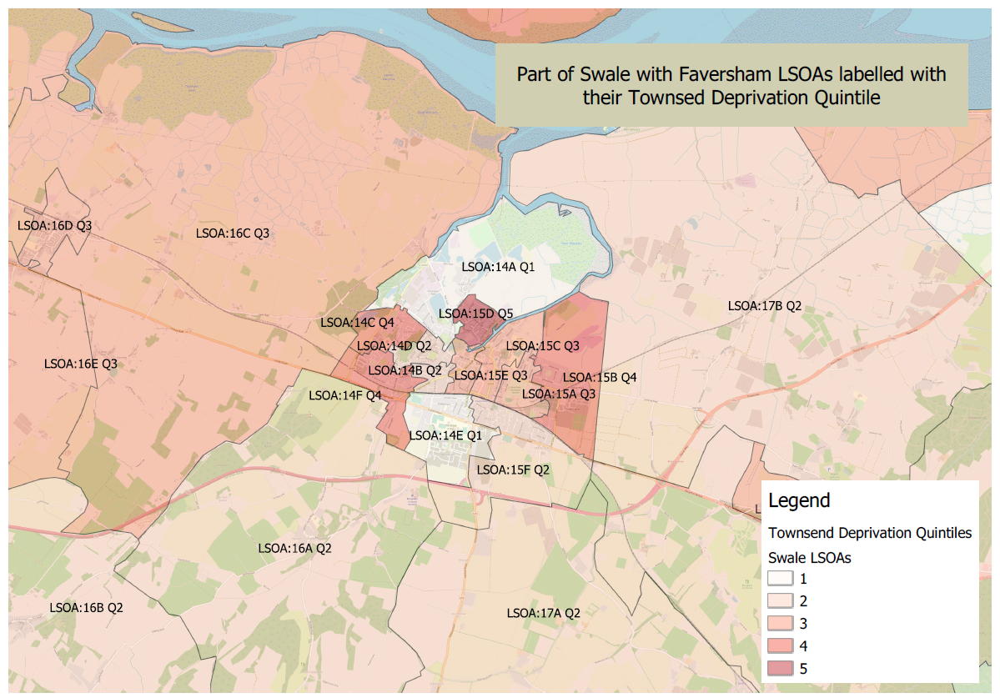 Part of Swale with Faversham LSOAs labelled with
their Townsed Deprivation Quintile
LSOA:16D Q3
LSOA:16C Q3
LSOA:14A Q1
LSOA:17B Q2
LSOA:15D Q5
LSOA:14C Q4
LSOA:14D Q2
LSOA:15C Q3
LSOA:16E Q3
LSOA:14B Q2
LSOA:15E Q3
LSOA:15B Q4
LSOA:14F Q4
LSOA:15A Q3
LSOA:14E Q1
LSOA:15F Q2
LSOA:16A Q2
LSOA:16B Q2
LSOA:17A Q2
Legend
Townsend Deprivation Quintiles
Swale LSOAs
1
2
3
4
5